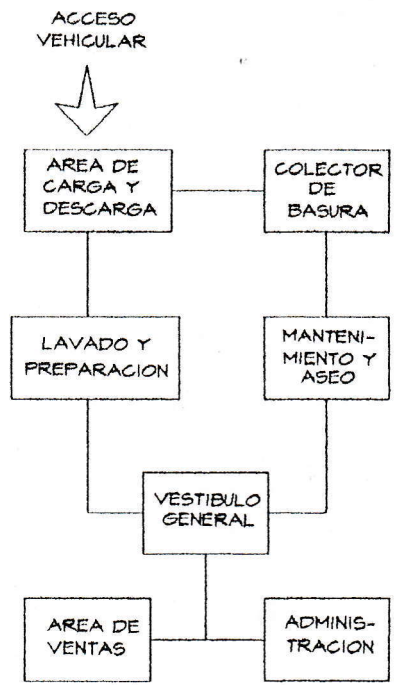 ACCESO
VEHICULAR
AREA DE
CARGA Y
DESCARGA
COLECTOR
DE
BASURA
LAVADO Y
PREPARACION
MANTENI-
MIENTO Y
ASEO
VESTIBULO
GENERAL
AREA DE
VENTAS
ADMINIS-
TRACION